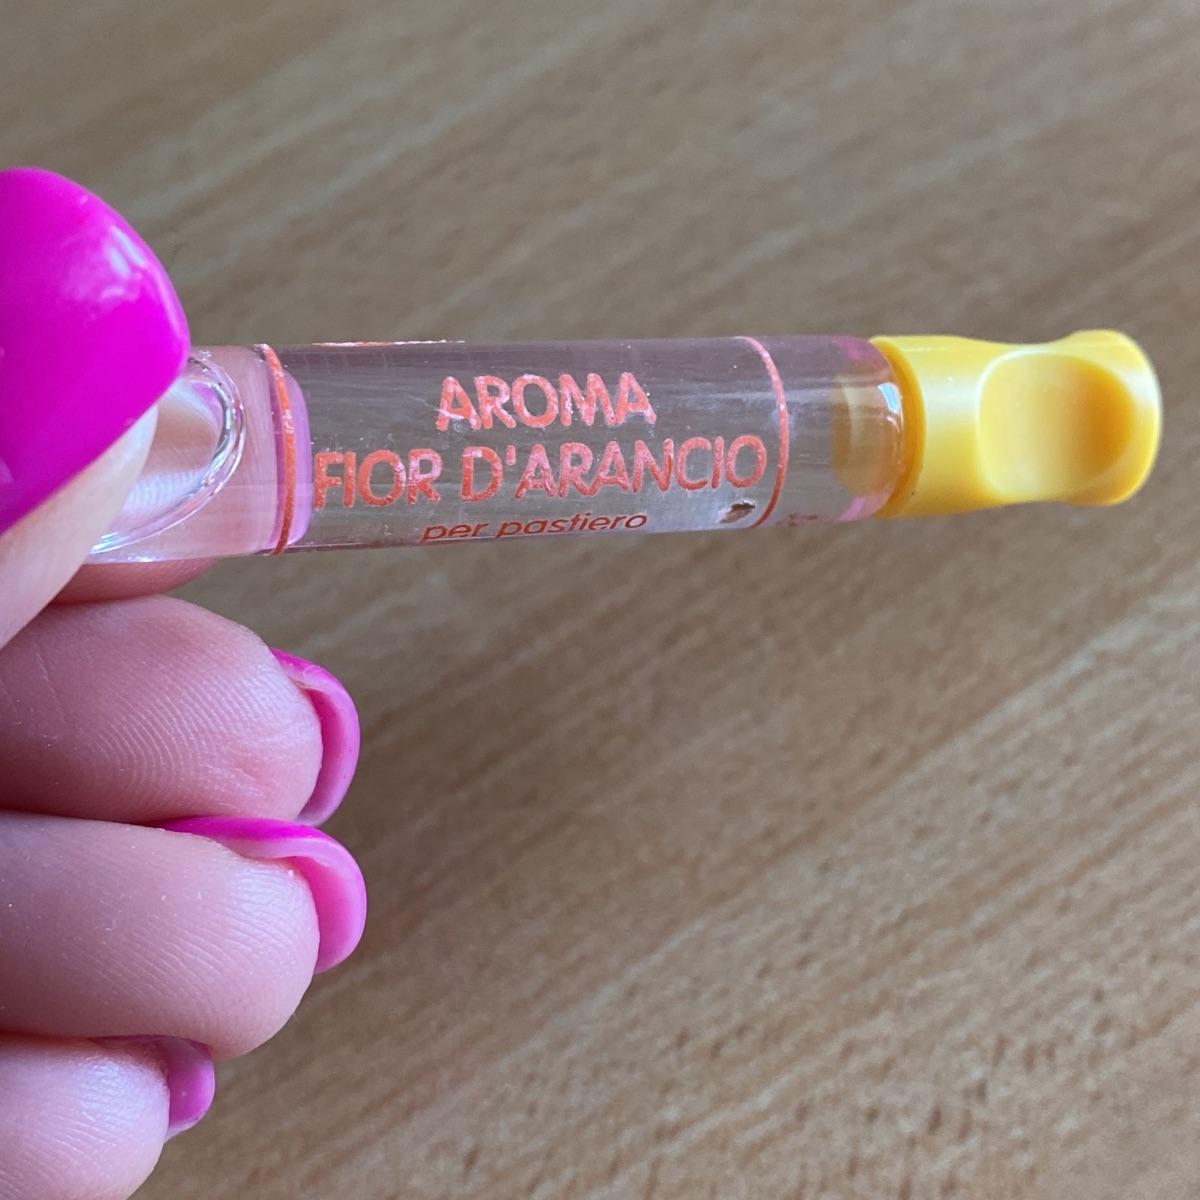 AROMA
FIOR D'ARANCIO
per pastiero